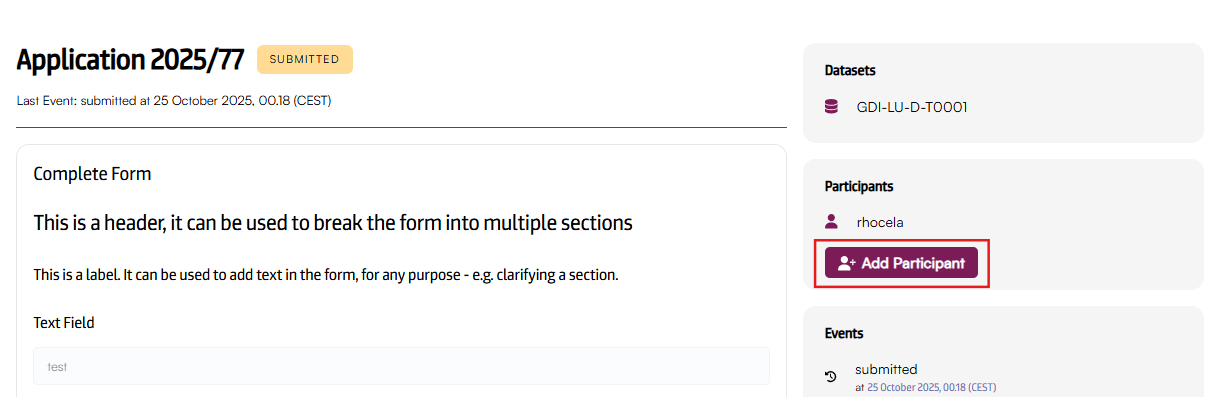 Application 2025/77 SUBMITTED
Last Event: submitted at 25 October 2025, 00.18 (CEST)
Complete Form
This is a header, it can be used to break the form into multiple sections
This is a label. It can be used to add text in the form, for any purpose - e.g. clarifying a section.
Text Field
test
Datasets
GDI-LU-D-T0001
Participants
rhocela
Add Participant
Events
submitted
at 25 October 2025, 00.18 (CEST)